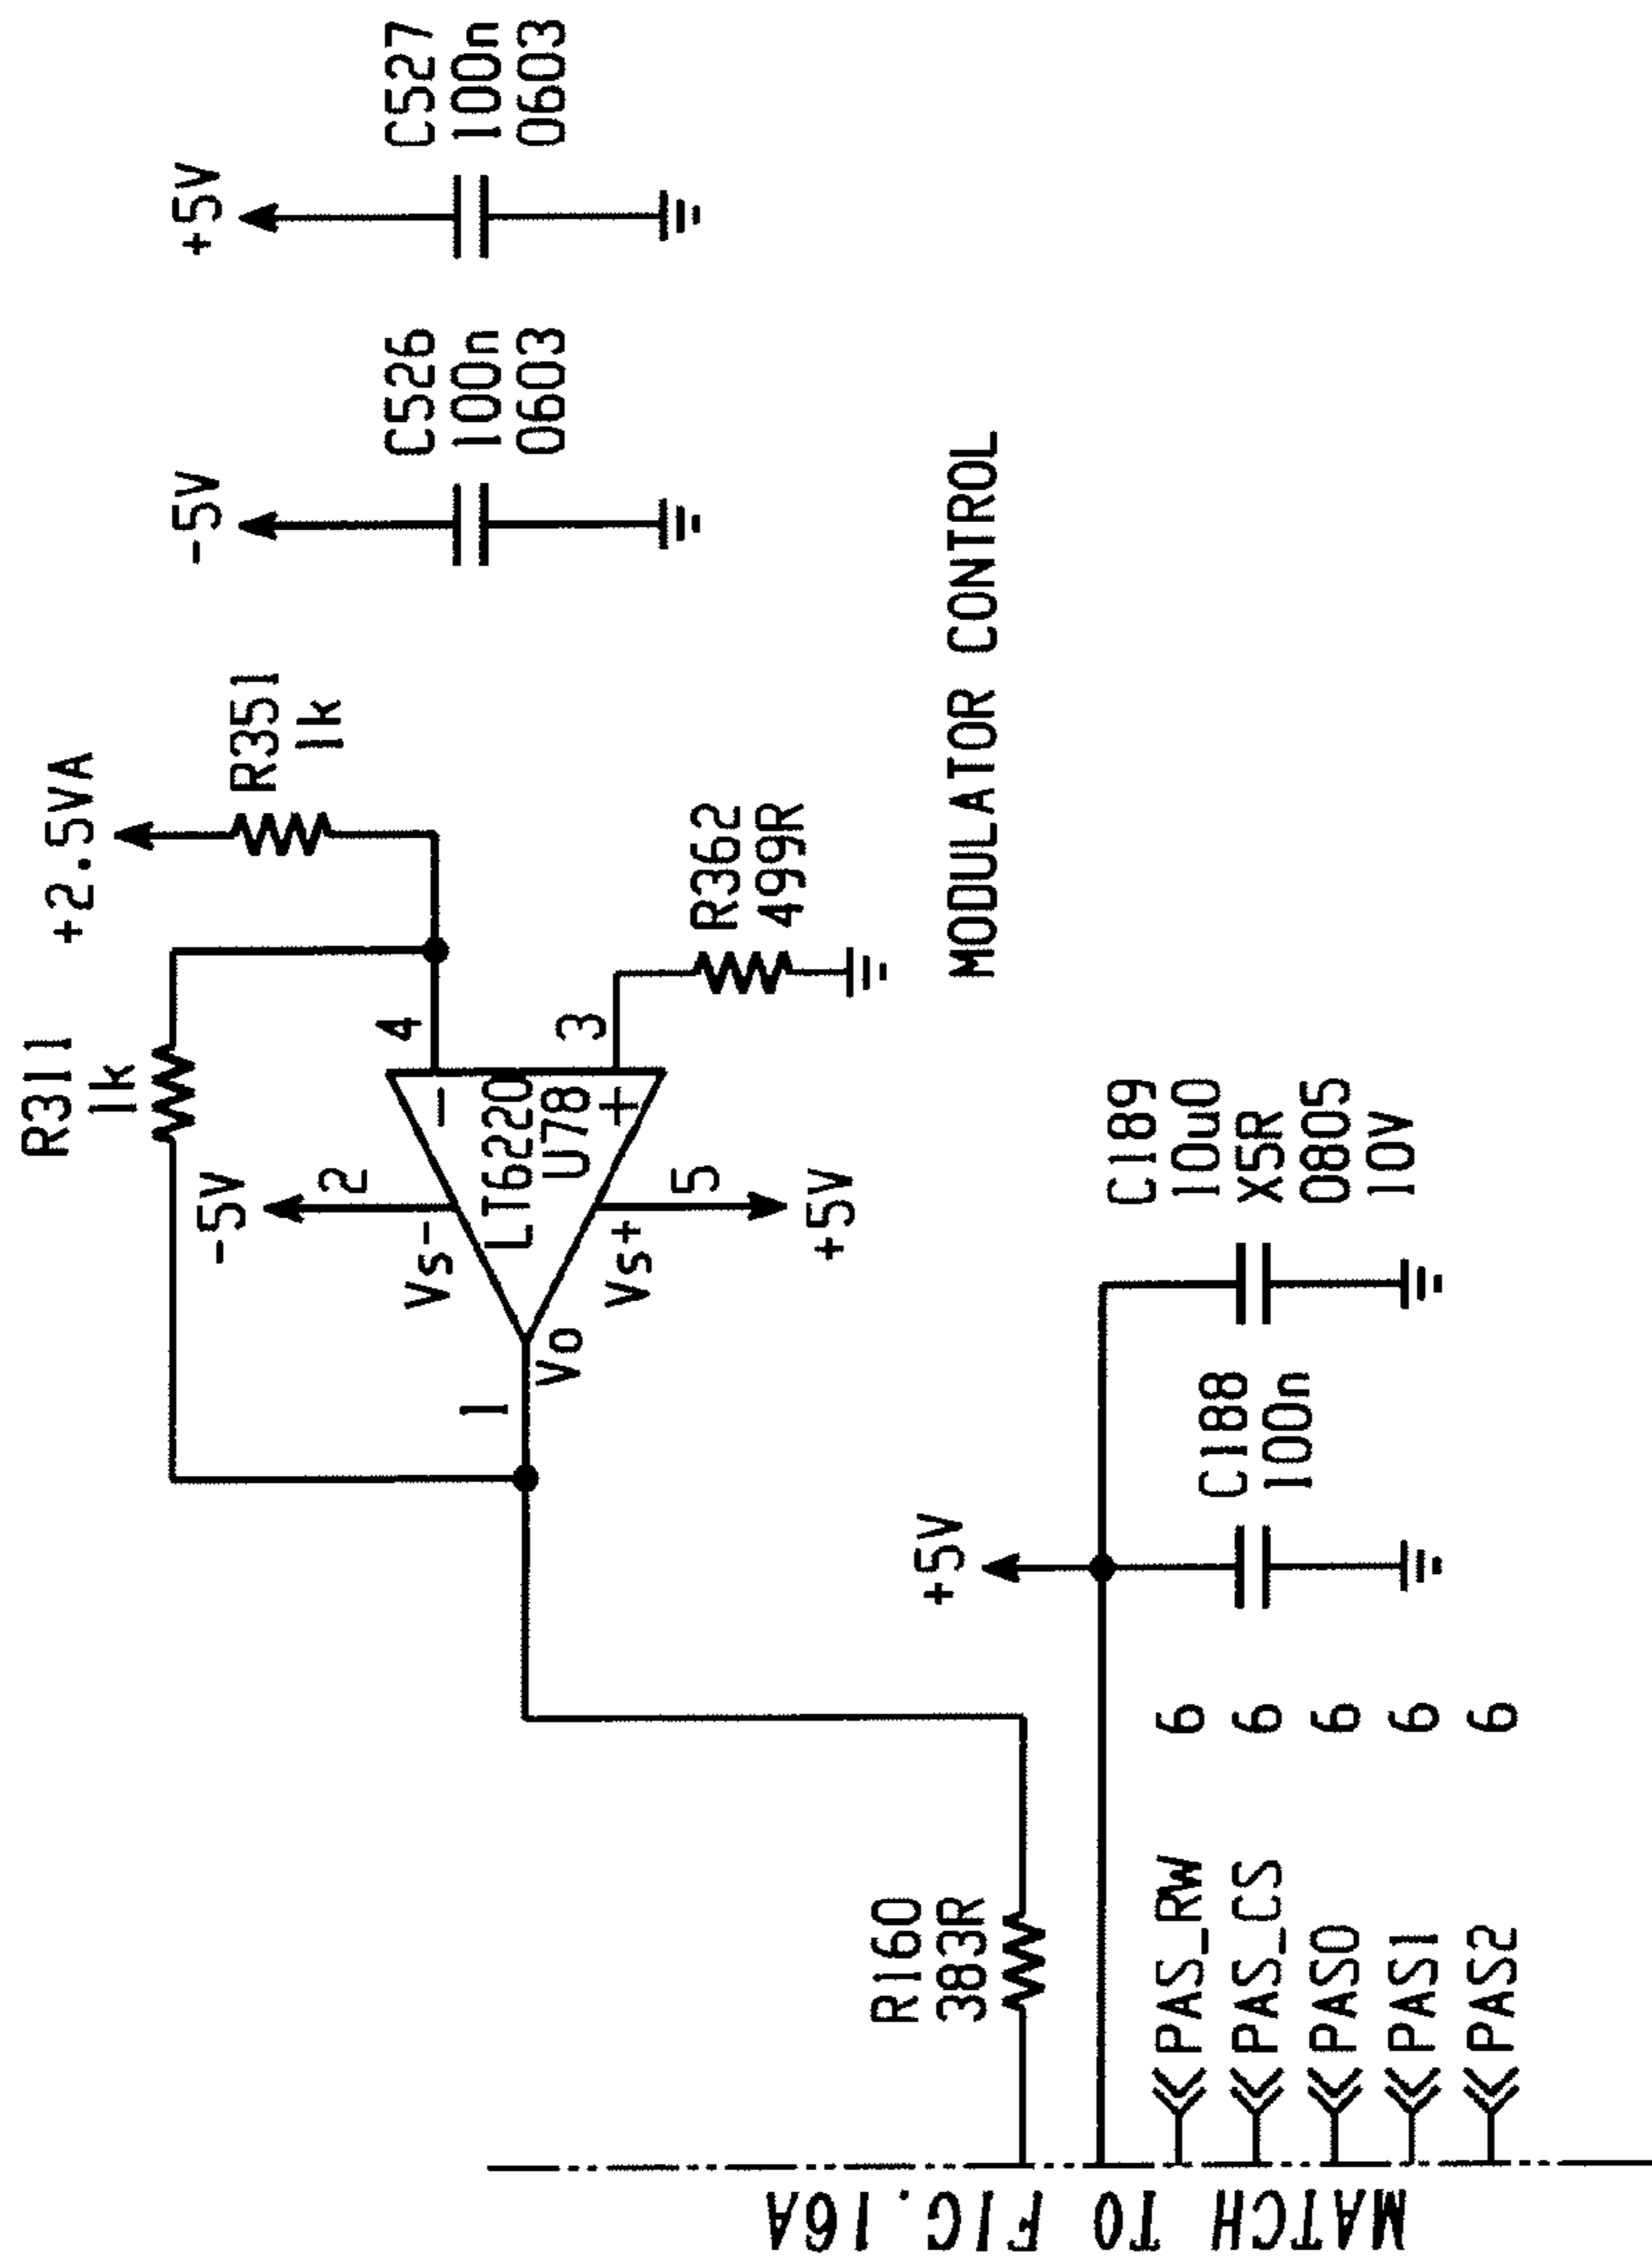 R311
1k
+2.5VA
R351
1k
-5V
2
Vs-
4
LT6220
U78
3
Vs+
5
+5V
1
Vo
R362
499R
-5V
C526
100n
0603
+5V
C527
100n
0603
MODULATOR CONTROL
+5V
C188
100n
C189
10u0
X5R
0805
10V
R160
383R
PAS_RW 6
PAS_CS 6
PAS0 6
PAS1 6
PAS2 6
MATCH TO FIG.16A